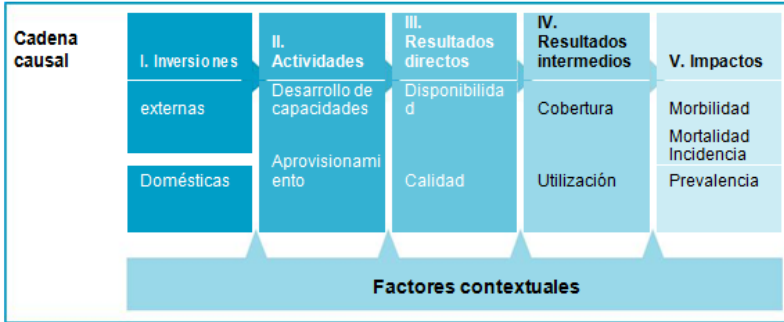 Cadena
causal
I. Inversiones
externas
Domésticas
II.
Actividades
Desarrollo de
capacidades
Aprovisionami
ento
III.
Resultados
directos
Disponibilida
d
Calidad
IV.
Resultados
intermedios
Cobertura
Utilización
V. Impactos
Morbilidad
Mortalidad
Incidencia
Prevalencia
Factores contextuales